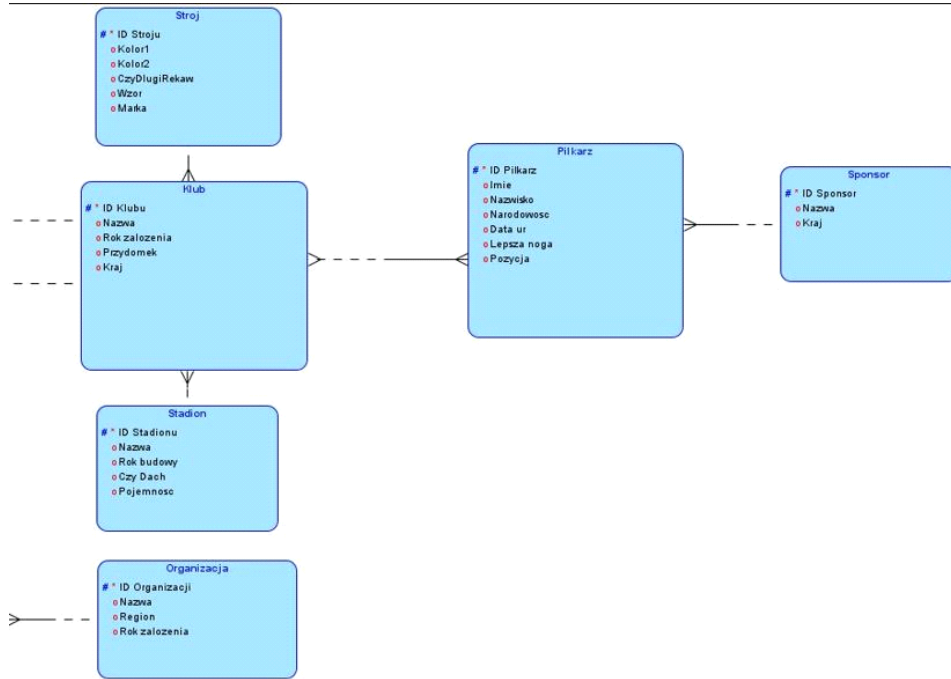 Stroj
# * ID Stroju
o Kolor1
o Kolor2
o CzyDlugiRekaw
o Wzor
o Marka
Klub
# * ID Klubu
o Nazwa
o Rok zalozenia
o Przydomek
o Kraj
Pilkarz
# * ID Pilkarz
o Imie
o Nazwisko
o Narodowosc
o Data ur
o Lepsza noga
o Pozycja
Sponsor
# * ID Sponsor
o Nazwa
o Kraj
Stadion
# * ID Stadionu
o Nazwa
o Rok budowy
o Czy Dach
o Pojemnosc
Organizacja
# * ID Organizacji
o Nazwa
o Region
o Rok zalozenia